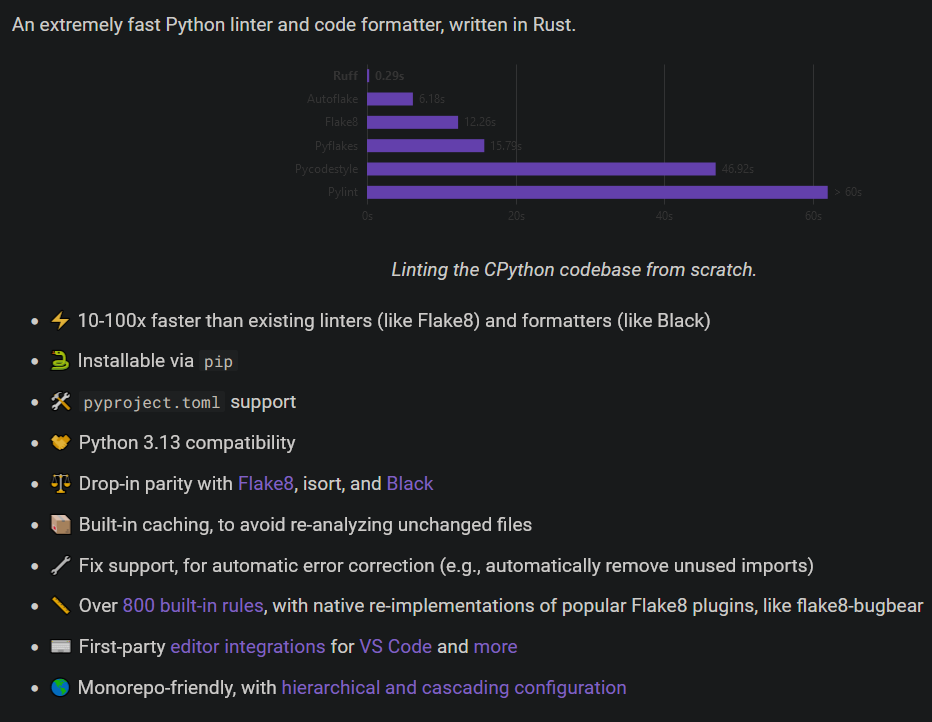 An extremely fast Python linter and code formatter, written in Rust.
Ruff 0.29s
Autoflake 6.18s
Flake8 12.26s
Pyflakes 15.79s
Pycodestyle 46.92s
Pylint > 60s
0s 20s 40s 60s
Linting the CPython codebase from scratch.
10-100x faster than existing linters (like Flake8) and formatters (like Black)
Installable via pip
pyproject.toml support
Python 3.13 compatibility
Drop-in parity with Flake8, isort, and Black
Built-in caching, to avoid re-analyzing unchanged files
Fix support, for automatic error correction (e.g., automatically remove unused imports)
Over 800 built-in rules, with native re-implementations of popular Flake8 plugins, like flake8-bugbear
First-party editor integrations for VS Code and more
Monorepo-friendly, with hierarchical and cascading configuration